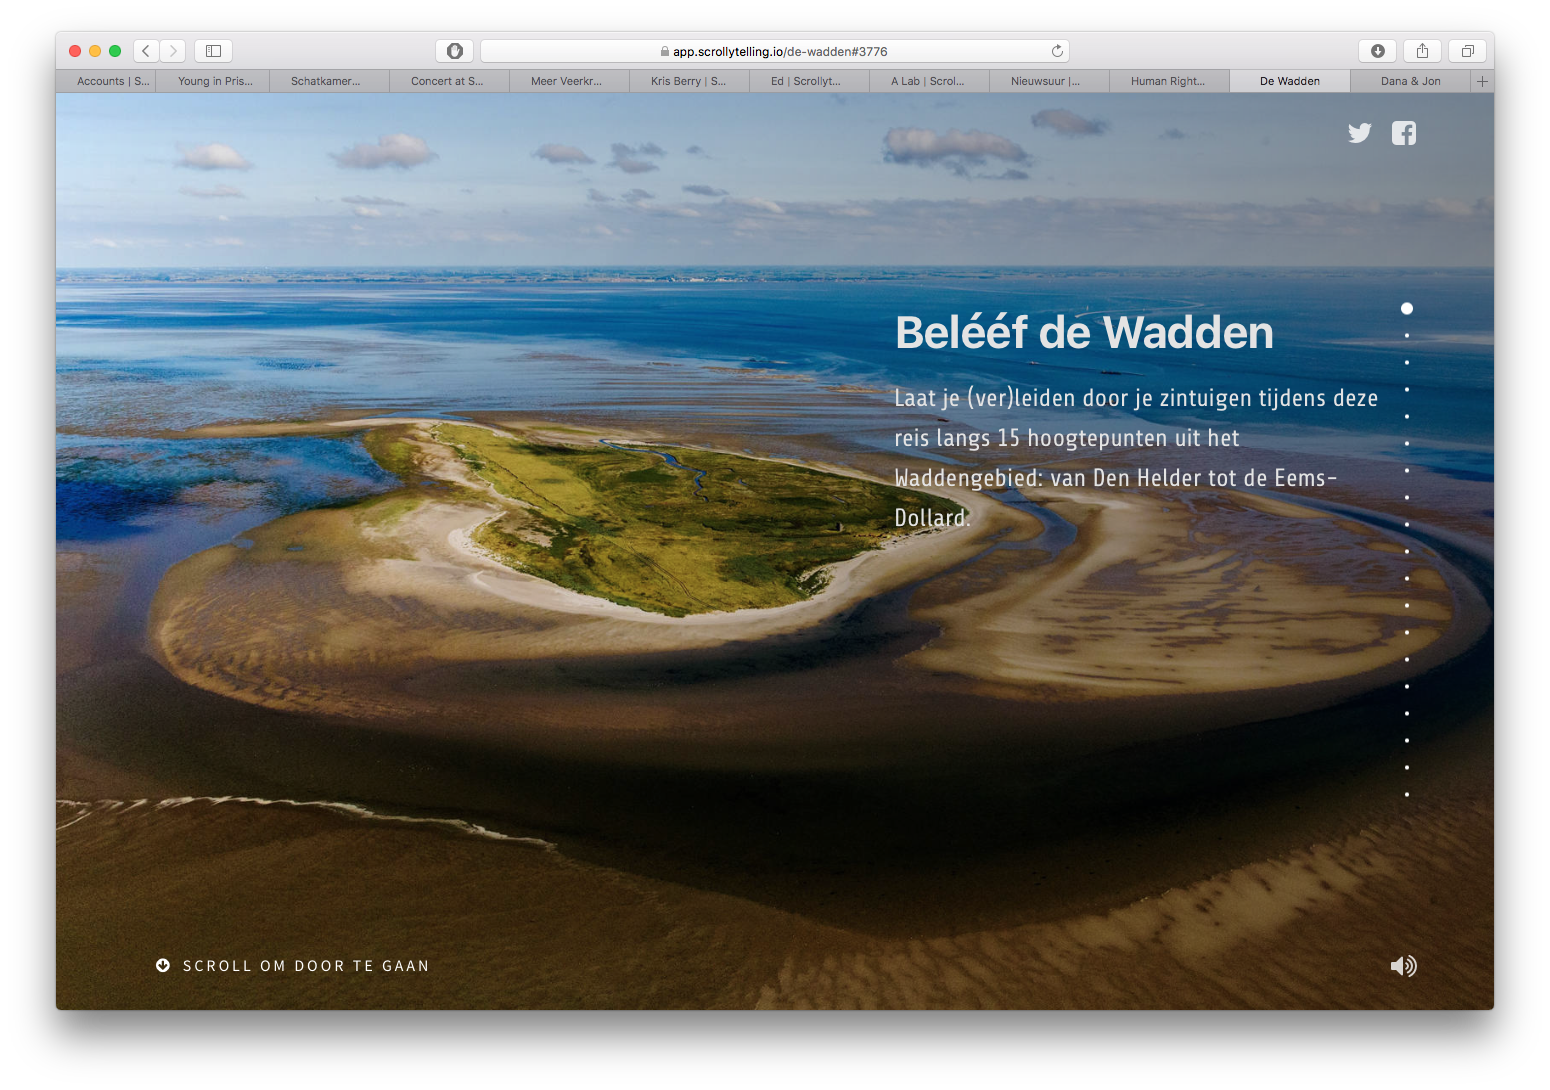 app.scrollytelling.io/de-wadden#3776
Accounts | S...
Young in Pris...
Schatkamer...
Concert at S...
Meer Veerkr...
Kris Berry | S...
Ed | Scrollyt...
A Lab | Scrol...
Nieuwsuur |...
Human Right...
De Wadden
Dana & Jon
Belééf de Wadden
Laat je (ver)leiden door je zintuigen tijdens deze
reis langs 15 hoogtepunten uit het
Waddengebied: van Den Helder tot de Eems-
Dollard.
SCROLL OM DOOR TE GAAN